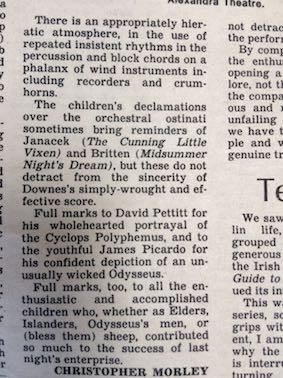 Alexandra Theatre.
There is an appropriately hier-
atic atmosphere, in the use of
repeated insistent rhythms in the
percussion and block chords on a
phalanx of wind instruments in-
cluding recorders and crum-
horns.
The children's declamations
over the orchestral ostinati
sometimes bring reminders of
Janacek (The Cunning Little
Vixen) and Britten (Midsummer
Night's Dream), but these do not
detract from the sincerity of
Downes's simply-wrought and ef-
fective score.
Full marks to David Pettitt for
his wholehearted portrayal of
the Cyclops Polyphemus, and to
the youthful James Picardo for
his confident depiction of an un-
usually wicked Odysseus.
Full marks, too, to all the en-
thusiastic and accomplished
children who, whether as Elders,
Islanders, Odysseus's men, or
(bless them) sheep, contributed
so much to the success of last
night's enterprise.
CHRISTOPHER MORLEY
not detrac
the perform
By comp
the enthus
opening a
lore, not th
the compa
ous and r
unfailing
we have t
ple and w
genuine tr
Te
We saw
lin life,
grouped
generous
the Irish
Guide to
ued its in
This wa
series, so
grips wit
ent, I am
why the
is interr
turning